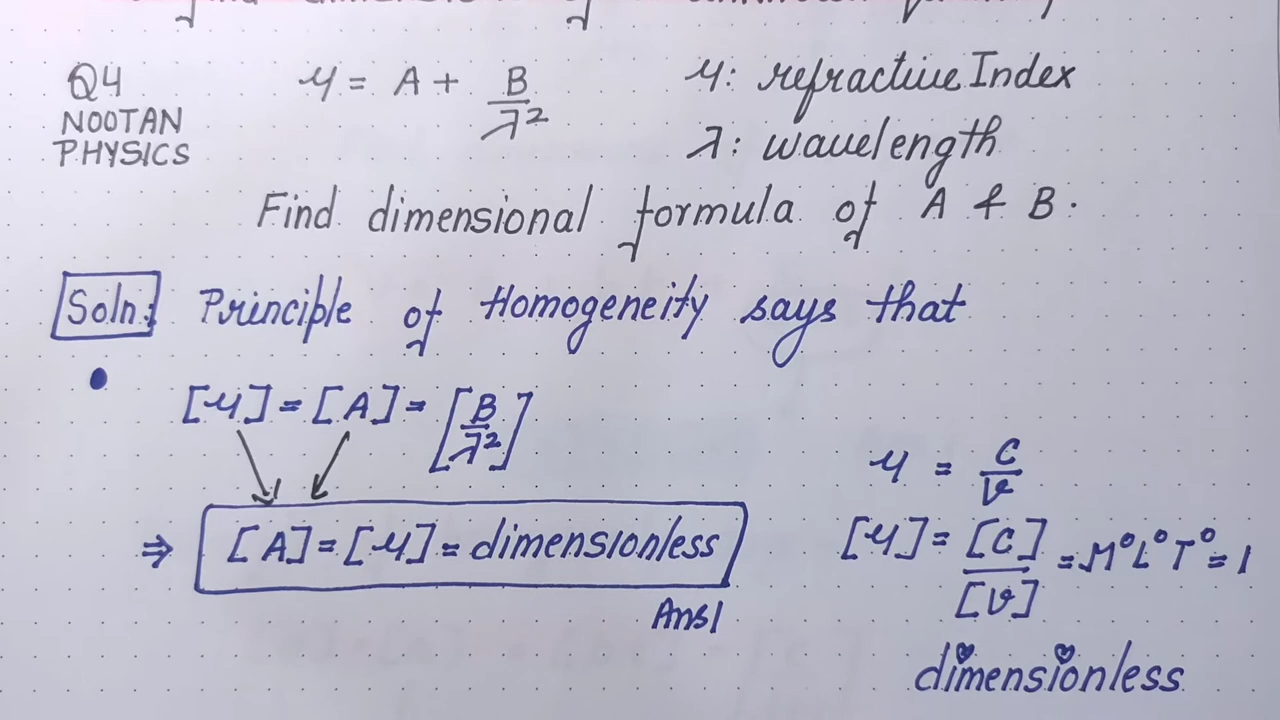 Q4
NOOTAN
PHYSICS
μ = A + B/λ²
μ: refractive Index
λ: wavelength
Find dimensional formula of A & B.
Soln: Principle of Homogeneity says that
[μ] = [A] = [B/λ²]
⇒ [A] = [μ] = dimensionless
Ans1
μ = c/v
[μ] = [c]/[v] = M⁰L⁰T⁰ = 1
dimensionless